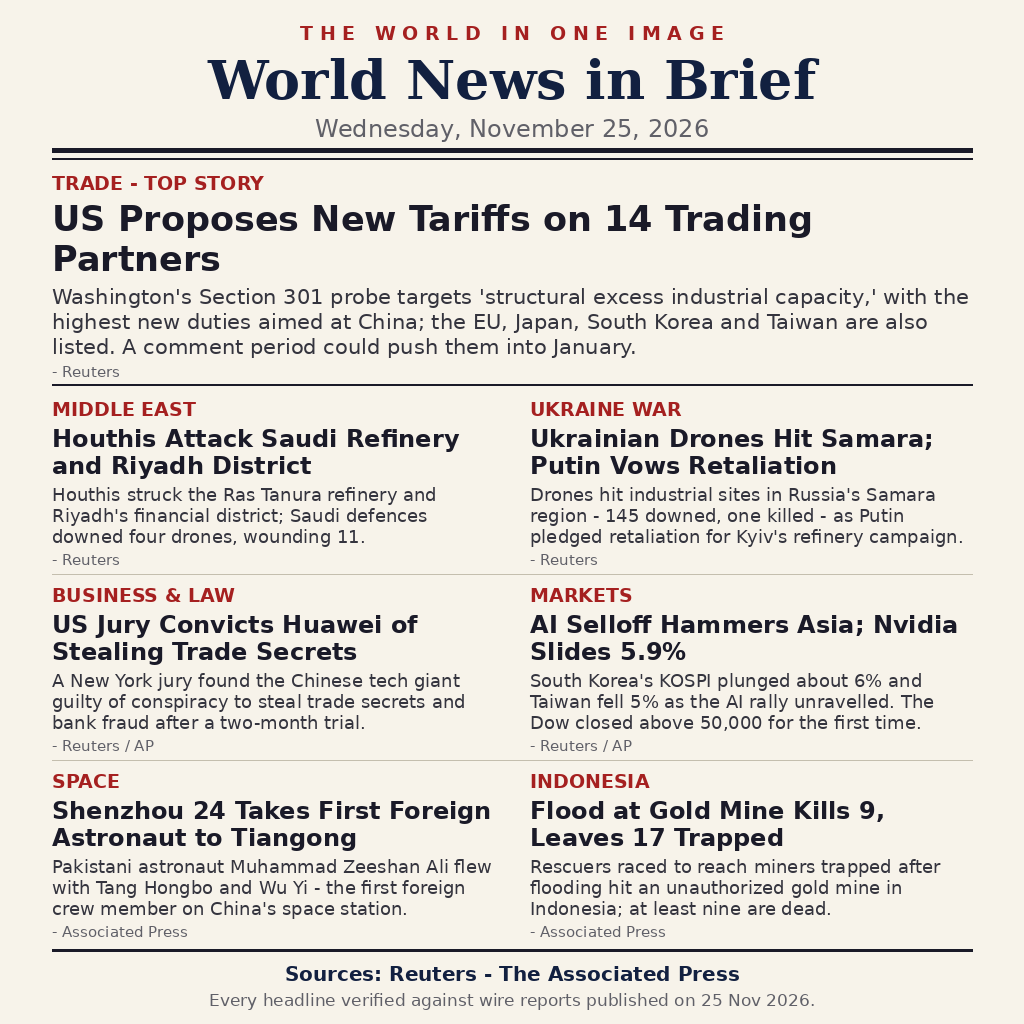 THE WORLD IN ONE IMAGE
World News in Brief
Wednesday, November 25, 2026
TRADE - TOP STORY
US Proposes New Tariffs on 14 Trading
Partners
Washington's Section 301 probe targets 'structural excess industrial capacity,' with the
highest new duties aimed at China; the EU, Japan, South Korea and Taiwan are also
listed. A comment period could push them into January.
- Reuters
MIDDLE EAST
Houthis Attack Saudi Refinery
and Riyadh District
Houthis struck the Ras Tanura refinery and
Riyadh's financial district; Saudi defences
downed four drones, wounding 11.
- Reuters
UKRAINE WAR
Ukrainian Drones Hit Samara;
Putin Vows Retaliation
Drones hit industrial sites in Russia's Samara
region - 145 downed, one killed - as Putin
pledged retaliation for Kyiv's refinery campaign.
- Reuters
BUSINESS & LAW
US Jury Convicts Huawei of
Stealing Trade Secrets
A New York jury found the Chinese tech giant
guilty of conspiracy to steal trade secrets and
bank fraud after a two-month trial.
- Reuters / AP
MARKETS
AI Selloff Hammers Asia; Nvidia
Slides 5.9%
South Korea's KOSPI plunged about 6% and
Taiwan fell 5% as the AI rally unravelled. The
Dow closed above 50,000 for the first time.
- Reuters / AP
SPACE
Shenzhou 24 Takes First Foreign
Astronaut to Tiangong
Pakistani astronaut Muhammad Zeeshan Ali flew
with Tang Hongbo and Wu Yi - the first foreign
crew member on China's space station.
- Associated Press
INDONESIA
Flood at Gold Mine Kills 9,
Leaves 17 Trapped
Rescuers raced to reach miners trapped after
flooding hit an unauthorized gold mine in
Indonesia; at least nine are dead.
- Associated Press
Sources: Reuters - The Associated Press
Every headline verified against wire reports published on 25 Nov 2026.